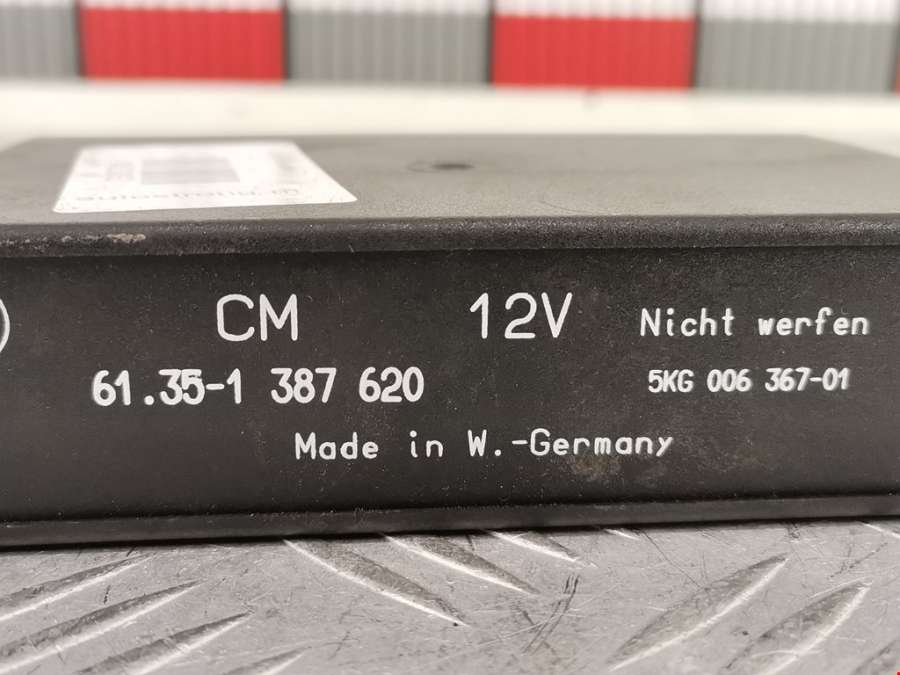 CM 12V Nicht werfen
61.35-1 387 620 5KG 006 367-01
Made in W.-Germany